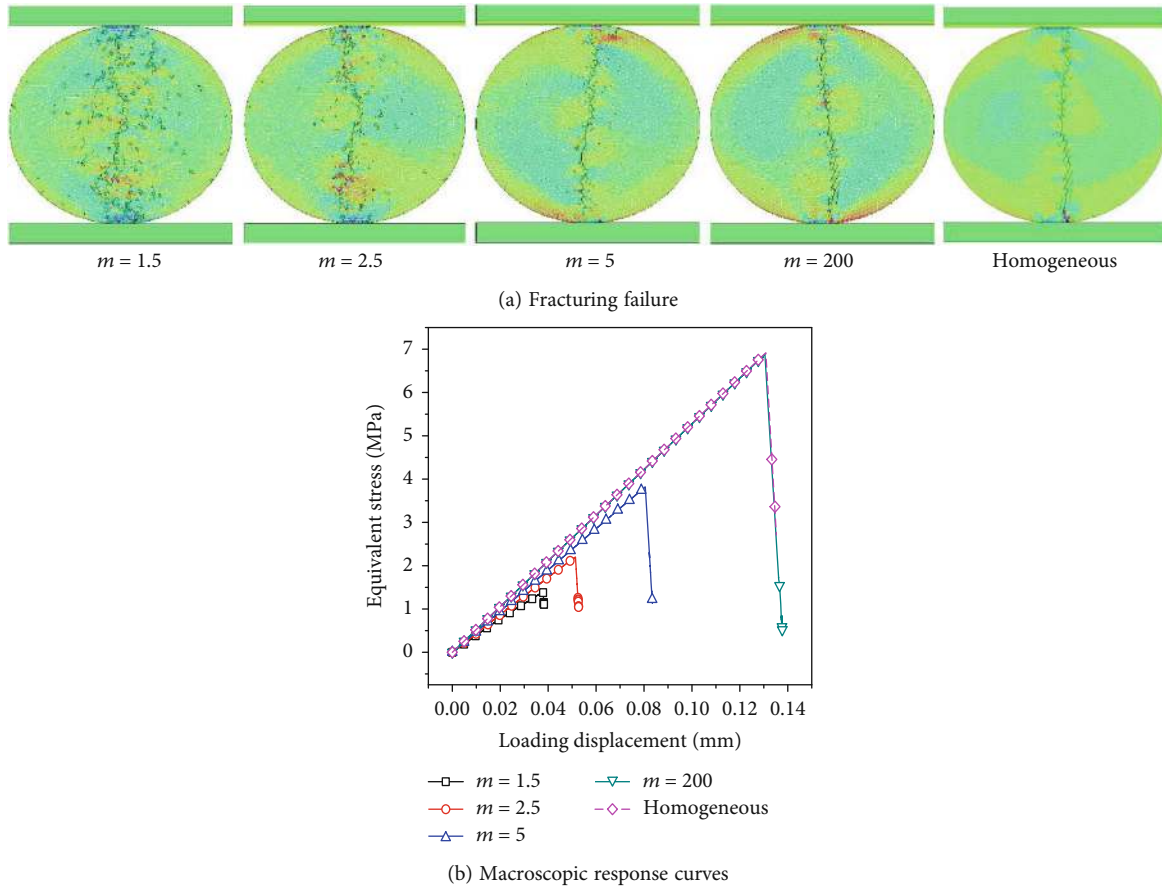 m = 1.5
m = 2.5
m = 5
m = 200
Homogeneous
(a) Fracturing failure
7
6
5
4
3
2
1
0
Equivalent stress (MPa)
0.00
0.02
0.04
0.06
0.08
0.10
0.12
0.14
Loading displacement (mm)
m = 1.5
m = 2.5
m = 5
m = 200
Homogeneous
(b) Macroscopic response curves